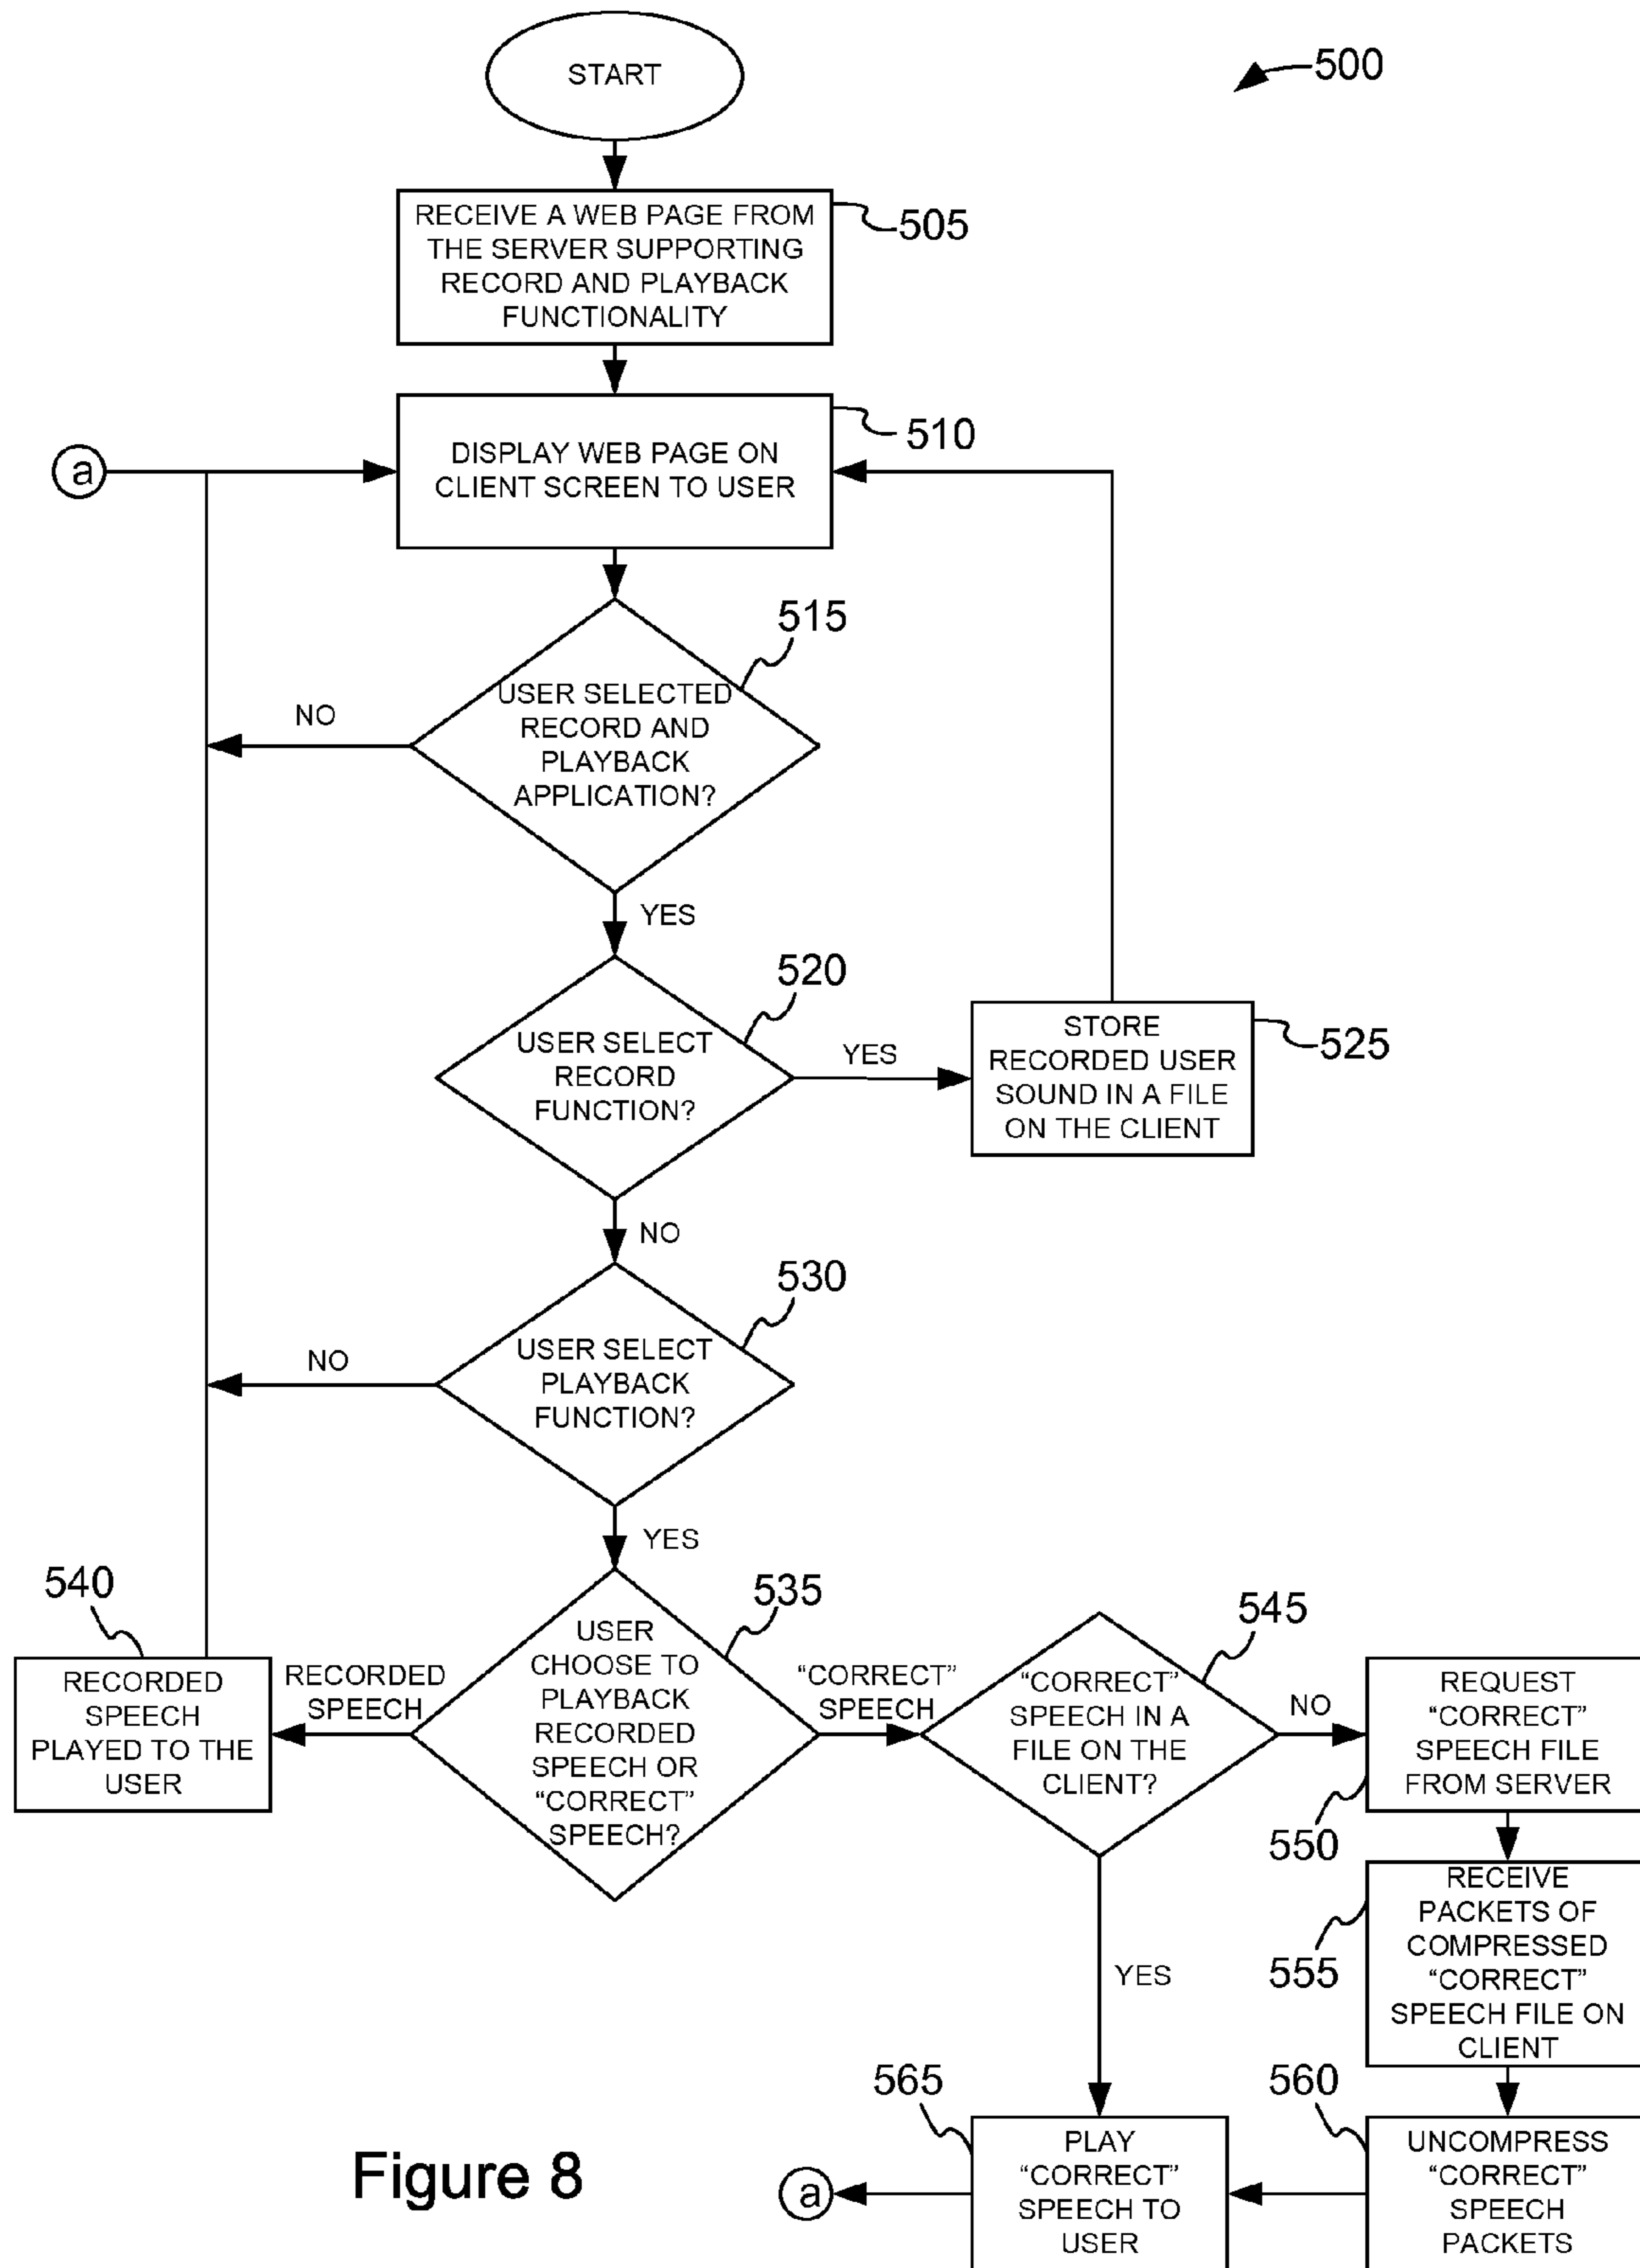 START
500
RECEIVE A WEB PAGE FROM
THE SERVER SUPPORTING
RECORD AND PLAYBACK
FUNCTIONALITY
505
DISPLAY WEB PAGE ON
CLIENT SCREEN TO USER
510
a
USER SELECTED
RECORD AND
PLAYBACK
APPLICATION?
515
NO
YES
USER SELECT
RECORD
FUNCTION?
520
YES
STORE
RECORDED USER
SOUND IN A FILE
ON THE CLIENT
525
NO
USER SELECT
PLAYBACK
FUNCTION?
530
NO
YES
USER
CHOOSE TO
PLAYBACK
RECORDED
SPEECH OR
“CORRECT”
SPEECH?
535
RECORDED
SPEECH
540
RECORDED
SPEECH
PLAYED TO THE
USER
“CORRECT”
SPEECH
“CORRECT”
SPEECH IN A
FILE ON THE
CLIENT?
545
NO
REQUEST
“CORRECT”
SPEECH FILE
FROM SERVER
550
RECEIVE
PACKETS OF
COMPRESSED
“CORRECT”
SPEECH FILE ON
CLIENT
555
YES
UNCOMPRESS
“CORRECT”
SPEECH
PACKETS
560
PLAY
“CORRECT”
SPEECH TO
USER
565
a
Figure 8